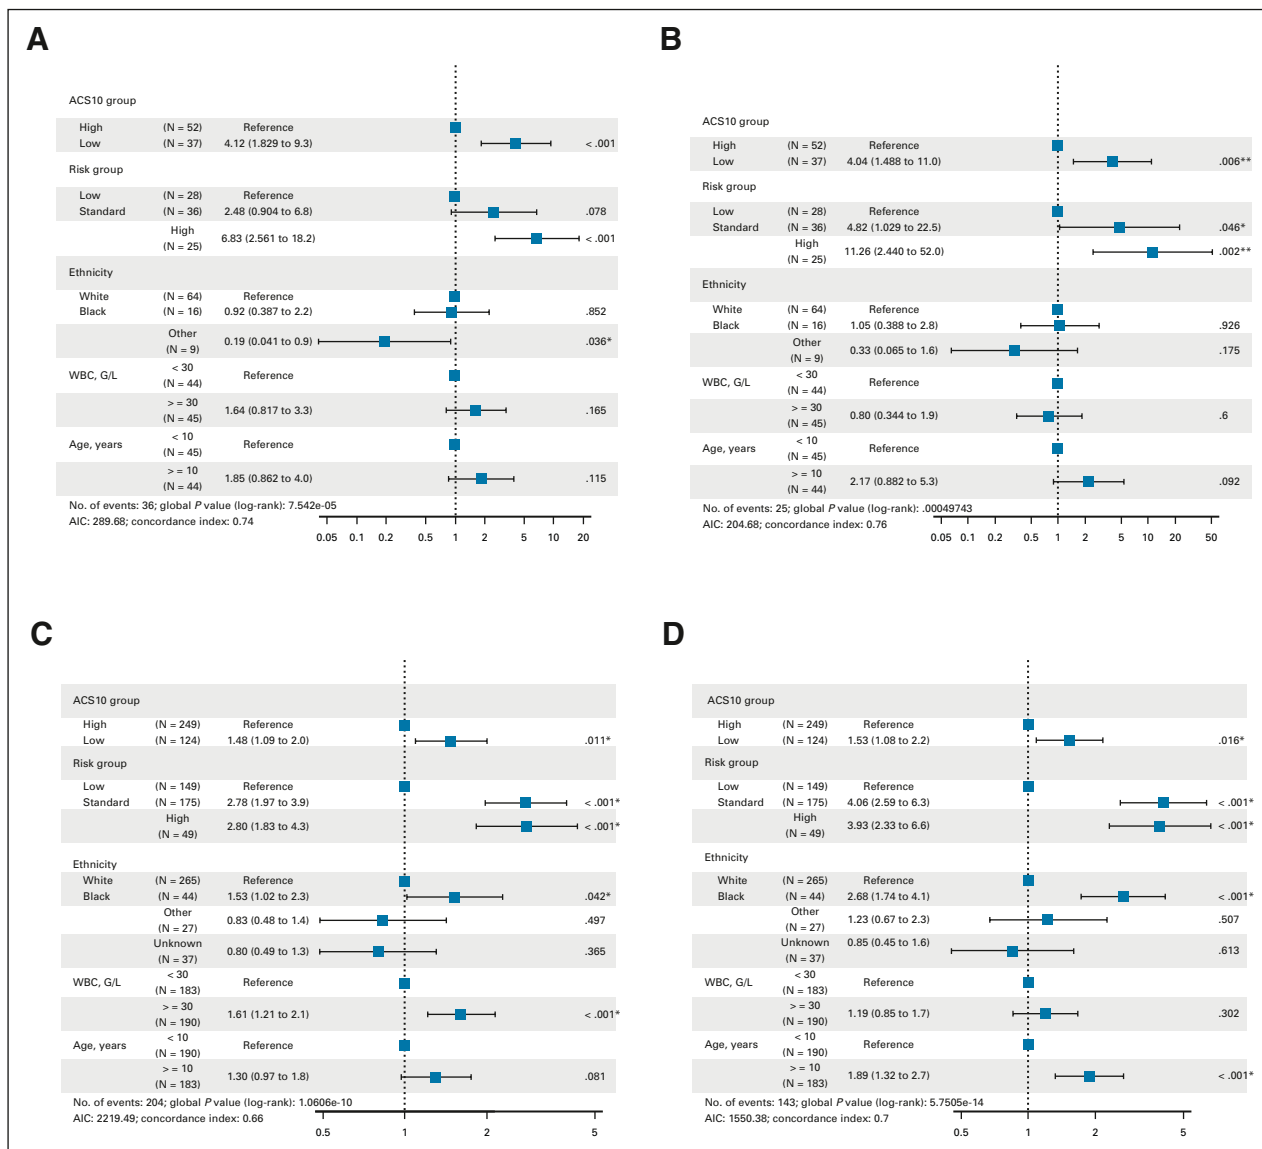 A
ACS10 group
High (N = 52) Reference
Low (N = 37) 4.12 (1.829 to 9.3) < .001
Risk group
Low (N = 28) Reference
Standard (N = 36) 2.48 (0.904 to 6.8) .078
High
(N = 25) 6.83 (2.561 to 18.2) < .001
Ethnicity
White (N = 64) Reference
Black (N = 16) 0.92 (0.387 to 2.2) .852
Other
(N = 9) 0.19 (0.041 to 0.9) .036*
WBC, G/L < 30
(N = 44) Reference
> = 30
(N = 45) 1.64 (0.817 to 3.3) .165
Age, years < 10
(N = 45) Reference
> = 10
(N = 44) 1.85 (0.862 to 4.0) .115
No. of events: 36; global P value (log-rank): 7.542e-05
AIC: 289.68; concordance index: 0.74
0.05 0.1 0.2 0.5 1 2 5 10 20
B
ACS10 group
High (N = 52) Reference
Low (N = 37) 4.04 (1.488 to 11.0) .006**
Risk group
Low (N = 28) Reference
Standard (N = 36) 4.82 (1.029 to 22.5) .046*
High
(N = 25) 11.26 (2.440 to 52.0) .002**
Ethnicity
White (N = 64) Reference
Black (N = 16) 1.05 (0.388 to 2.8) .926
Other
(N = 9) 0.33 (0.065 to 1.6) .175
WBC, G/L < 30
(N = 44) Reference
> = 30
(N = 45) 0.80 (0.344 to 1.9) .6
Age, years < 10
(N = 45) Reference
> = 10
(N = 44) 2.17 (0.882 to 5.3) .092
No. of events: 25; global P value (log-rank): .00049743
AIC: 204.68; concordance index: 0.76
0.05 0.1 0.2 0.5 1 2 5 10 20 50
C
ACS10 group
High (N = 249) Reference
Low (N = 124) 1.48 (1.09 to 2.0) .011*
Risk group
Low (N = 149) Reference
Standard (N = 175) 2.78 (1.97 to 3.9) < .001*
High
(N = 49) 2.80 (1.83 to 4.3) < .001*
Ethnicity
White (N = 265) Reference
Black (N = 44) 1.53 (1.02 to 2.3) .042*
Other
(N = 27) 0.83 (0.48 to 1.4) .497
Unknown
(N = 37) 0.80 (0.49 to 1.3) .365
WBC, G/L < 30
(N = 183) Reference
> = 30
(N = 190) 1.61 (1.21 to 2.1) < .001*
Age, years < 10
(N = 190) Reference
> = 10
(N = 183) 1.30 (0.97 to 1.8) .081
No. of events: 204; global P value (log-rank): 1.0606e-10
AIC: 2219.49; concordance index: 0.66
0.5 1 2 5
D
ACS10 group
High (N = 249) Reference
Low (N = 124) 1.53 (1.08 to 2.2) .016*
Risk group
Low (N = 149) Reference
Standard (N = 175) 4.06 (2.59 to 6.3) < .001*
High
(N = 49) 3.93 (2.33 to 6.6) < .001*
Ethnicity
White (N = 265) Reference
Black (N = 44) 2.68 (1.74 to 4.1) < .001*
Other
(N = 27) 1.23 (0.67 to 2.3) .507
Unknown
(N = 37) 0.85 (0.45 to 1.6) .613
WBC, G/L < 30
(N = 183) Reference
> = 30
(N = 190) 1.19 (0.85 to 1.7) .302
Age, years < 10
(N = 190) Reference
> = 10
(N = 183) 1.89 (1.32 to 2.7) < .001*
No. of events: 143; global P value (log-rank): 5.7505e-14
AIC: 1550.38; concordance index: 0.7
0.5 1 2 5